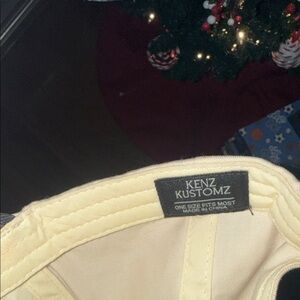 KENZ
KUSTOMZ
ONE SIZE FITS MOST
MADE IN CHINA